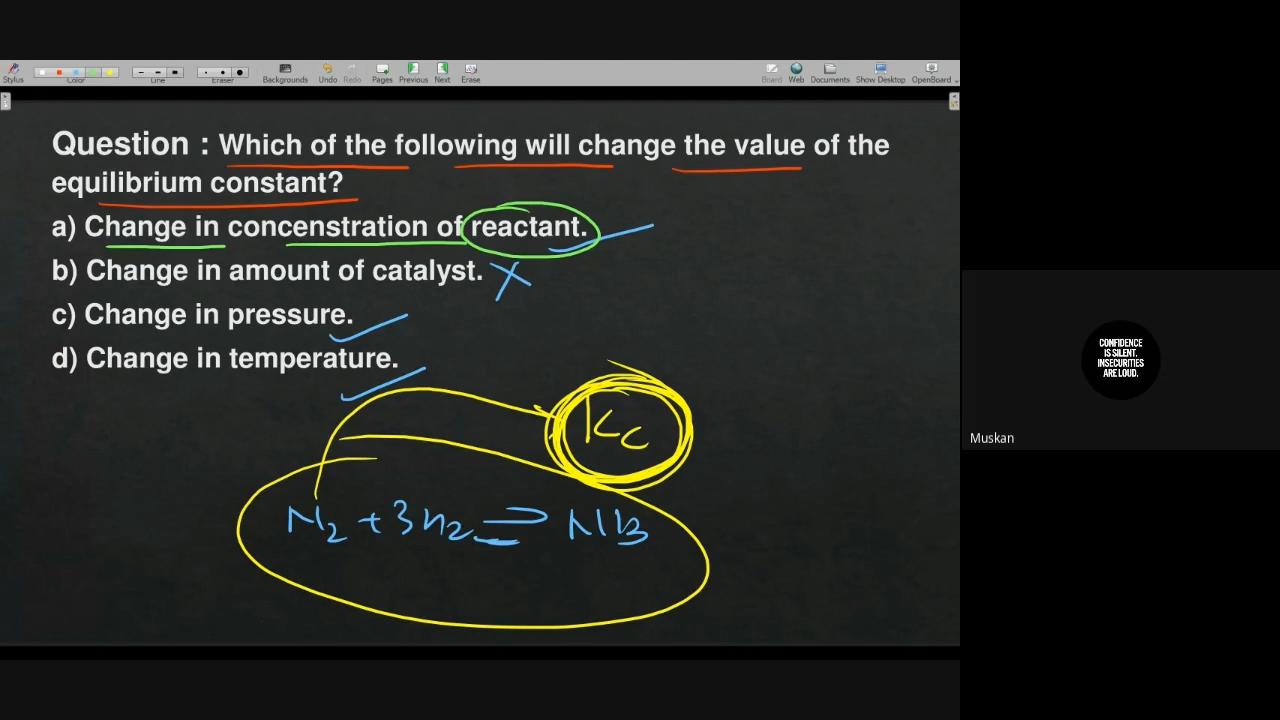 Stylus Color Line Eraser Backgrounds Undo Redo Pages Previous Next Erase Board Web Documents Show Desktop OpenBoard
Question : Which of the following will change the value of the
equilibrium constant?
a) Change in concenstration of reactant.
b) Change in amount of catalyst.
c) Change in pressure.
d) Change in temperature.
Kc
N2 + 3H2 ⇌ NH3
CONFIDENCE
IS SILENT.
INSECURITIES
ARE LOUD.
Muskan